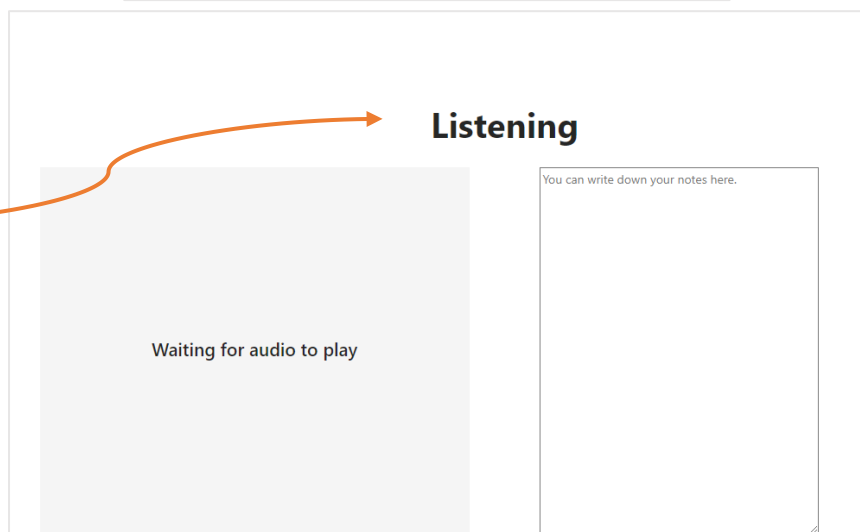 Listening
You can write down your notes here.
Waiting for audio to play